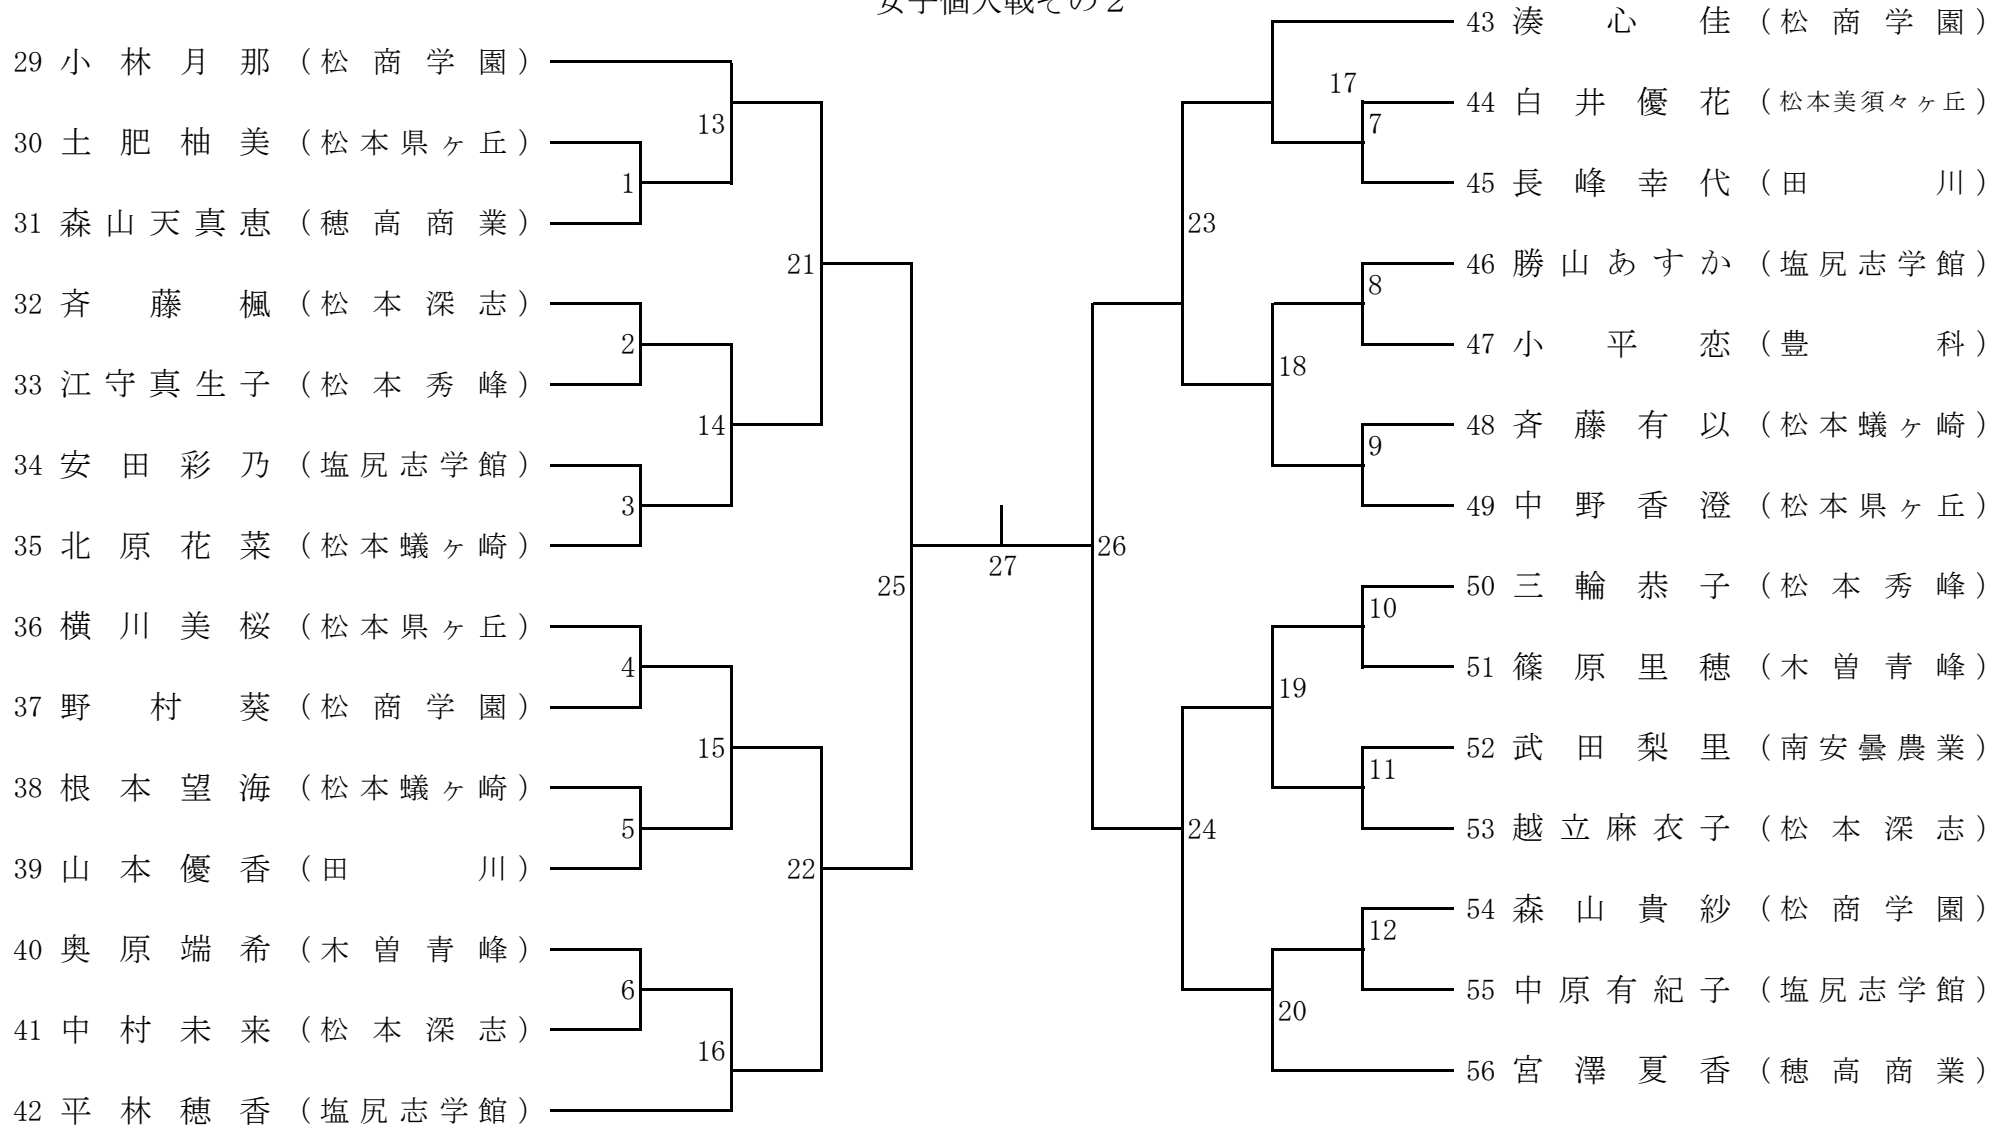 女子個人戦その２
29 小林月那（松商学園）
13
30 土肥柚美（松本県ヶ丘）
1
31 森山天真恵（穂高商業）
21
32 斉藤楓（松本深志）
2
33 江守真生子（松本秀峰）
14
34 安田彩乃（塩尻志学館）
3
35 北原花菜（松本蟻ヶ崎）
25
36 横川美桜（松本県ヶ丘）
4
37 野村葵（松商学園）
15
38 根本望海（松本蟻ヶ崎）
5
39 山本優香（田川）
22
40 奥原端希（木曽青峰）
6
41 中村未来（松本深志）
16
42 平林穂香（塩尻志学館）
27
43 湊心佳（松商学園）
17
44 白井優花（松本美須々ヶ丘）
7
45 長峰幸代（田川）
23
46 勝山あすか（塩尻志学館）
8
47 小平恋（豊科）
18
48 斉藤有以（松本蟻ヶ崎）
9
49 中野香澄（松本県ヶ丘）
26
50 三輪恭子（松本秀峰）
10
51 篠原里穂（木曽青峰）
19
52 武田梨里（南安曇農業）
11
53 越立麻衣子（松本深志）
24
54 森山貴紗（松商学園）
12
55 中原有紀子（塩尻志学館）
20
56 宮澤夏香（穂高商業）